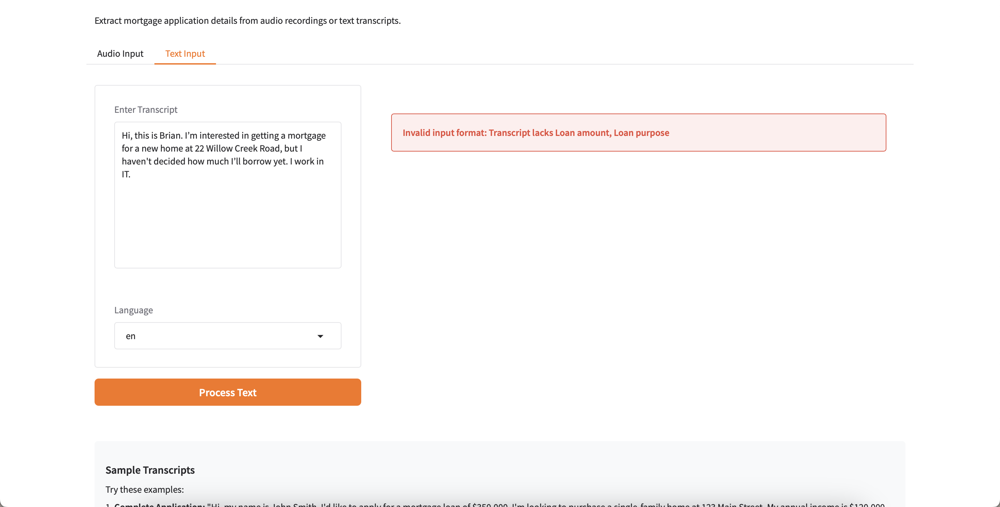 Extract mortgage application details from audio recordings or text transcripts.
Audio Input
Text Input
Enter Transcript
Hi, this is Brian. I’m interested in getting a mortgage
for a new home at 22 Willow Creek Road, but I
haven't decided how much I’ll borrow yet. I work in
IT.
Invalid input format: Transcript lacks Loan amount, Loan purpose
Language
en
Process Text
Sample Transcripts
Try these examples:
1. Complete Application: "Hi, my name is John Smith. I'd like to apply for a mortgage loan of $350,000. I'm looking to purchase a single-family home at 123 Main Street. My annual income is $120,000